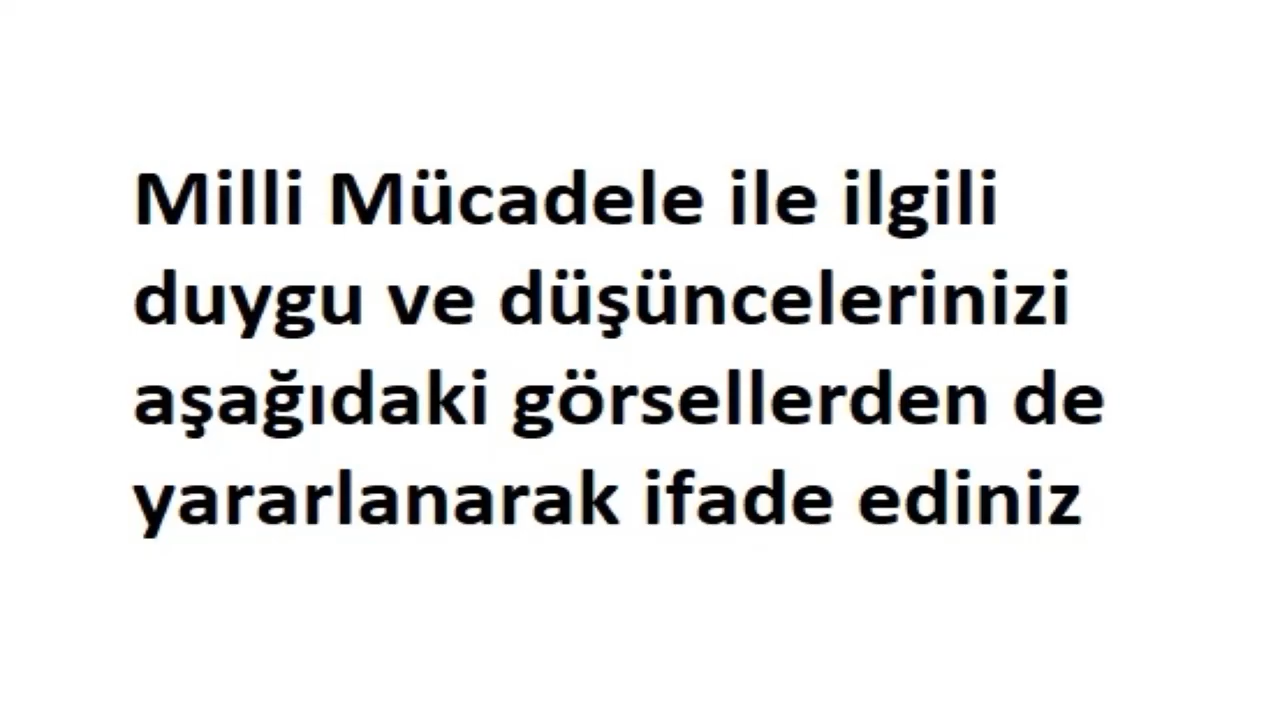 Milli Mücadele ile ilgili
duygu ve düşüncelerinizi
aşağıdaki görsellerden de
yararlanarak ifade ediniz